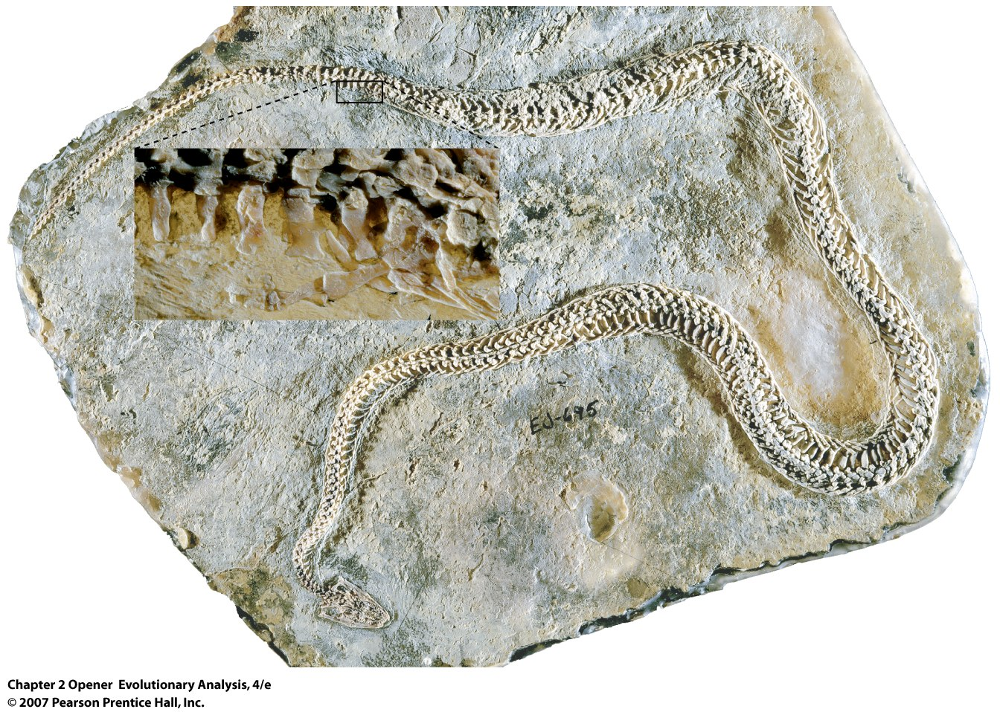 EJ-695
Chapter 2 Opener Evolutionary Analysis, 4/e
© 2007 Pearson Prentice Hall, Inc.